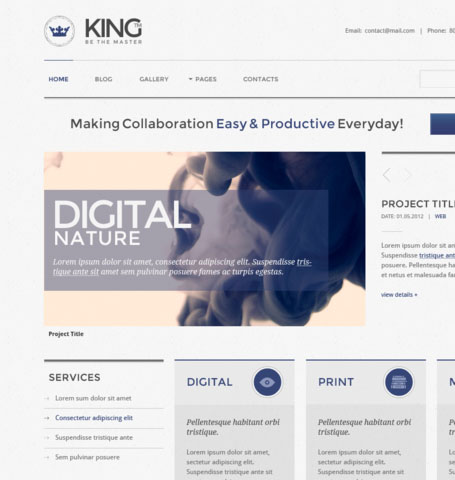 KING™
BE THE MASTER
Email: contact@mail.com | Phone: 80
HOME BLOG GALLERY PAGES CONTACTS
Making Collaboration Easy & Productive Everyday!
DIGITAL
NATURE
Lorem ipsum dolor sit amet, consectetur adipiscing elit. Suspendisse tris-
tique ante sit amet sem pulvinar posuere fames ac turpis egestas.
Project Title
PROJECT TITLE
DATE: 01.05.2012 | WEB
Lorem ipsum dolor sit am
Suspendisse tristique ant
posuere. Pellentesque ha
et netus et malesuada fa
view details »
SERVICES
Lorem sum dolor sit amet
Consectetur adipiscing elit
Suspendisse tristique ante
Sem pulvinar posuere
DIGITAL
Pellentesque habitant orbi
tristique.
Lorem ipsum dolor sit amet,
sectetur adipiscing elit.
Suspendisse tristique ante sit
PRINT
Pellentesque habitant orbi
tristique.
Lorem ipsum dolor sit amet,
sectetur adipiscing elit.
Suspendisse tristique ante sit